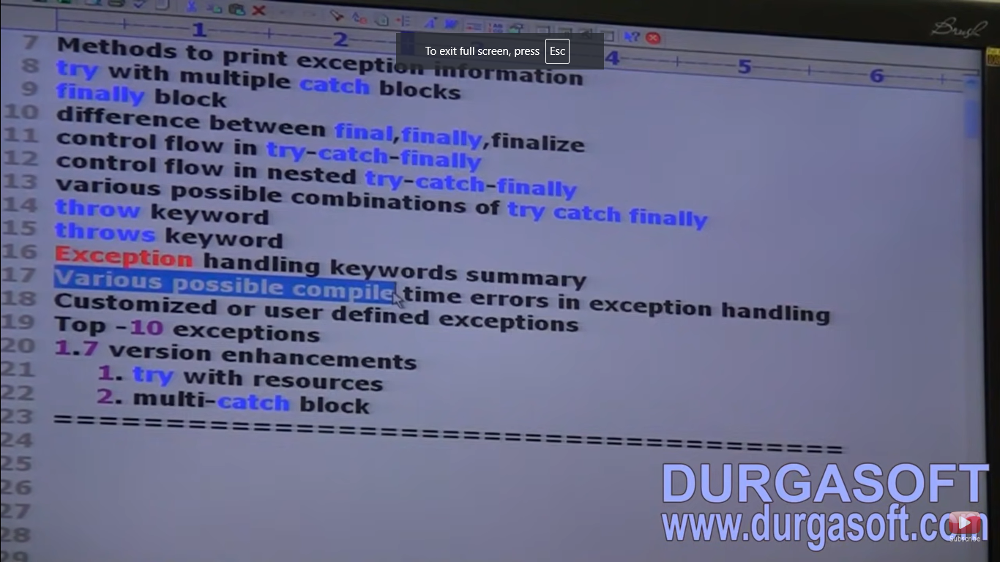 Brush
1 2 4 5 6
To exit full screen, press Esc
7 Methods to print exception information
8 try with multiple catch blocks
9 finally block
10 difference between final,finally,finalize
11 control flow in try-catch-finally
12 control flow in nested try-catch-finally
13 various possible combinations of try catch finally
14 throw keyword
15 throws keyword
16 Exception handling keywords summary
17 Various possible compile time errors in exception handling
18 Customized or user defined exceptions
19 Top -10 exceptions
20 1.7 version enhancements
21 1. try with resources
22 2. multi-catch block
23 =====================================
24
25
26
27
28
29
DURGASOFT
www.durgasoft.com
Subscribe